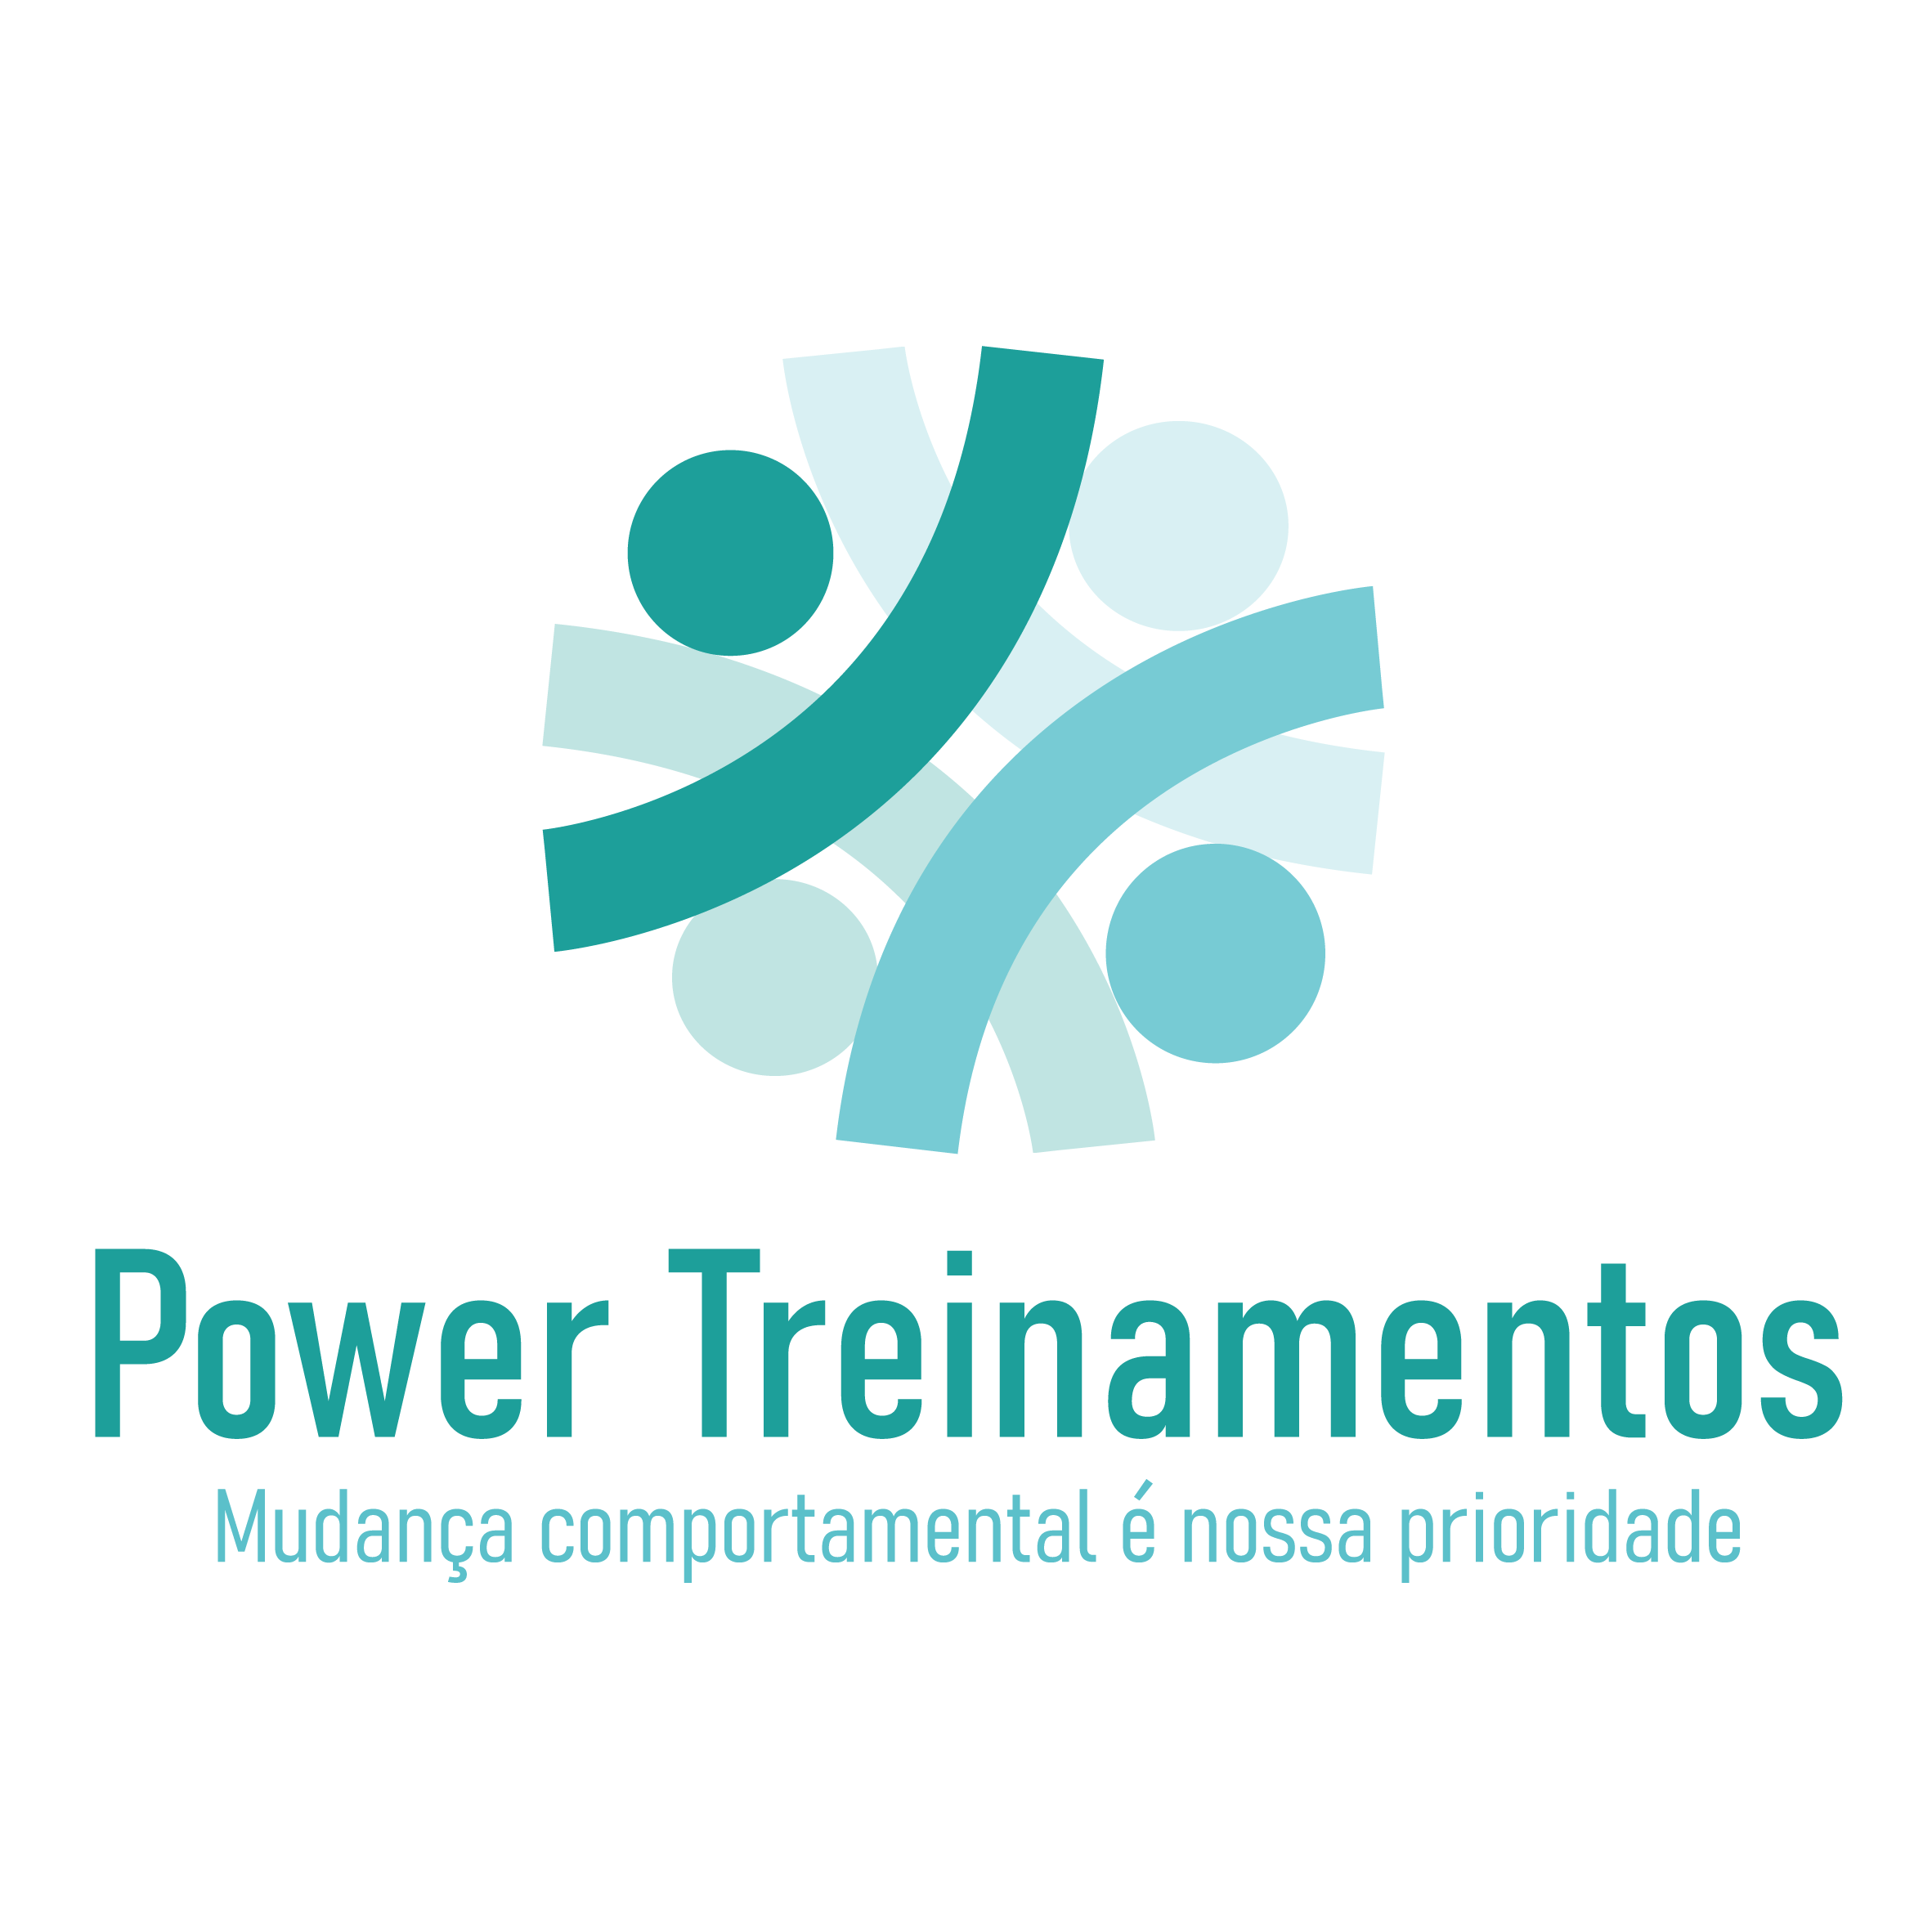 Power Treinamentos
Mudança comportamental é nossa prioridade